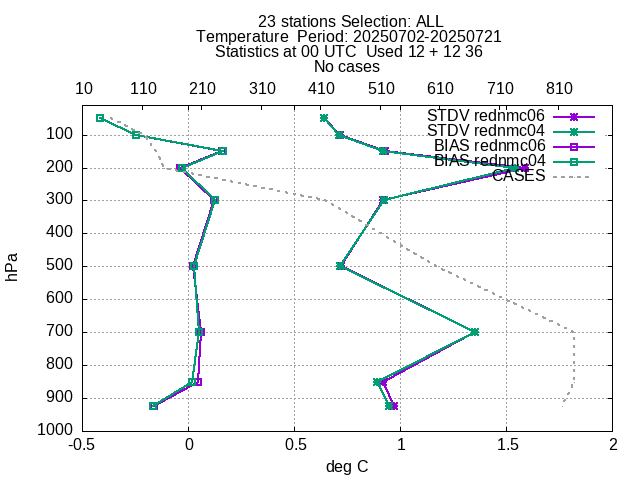 23 stations Selection: ALL
Temperature  Period: 20250702-20250721
Statistics at 00 UTC  Used 12 + 12 36
No cases
10 110 210 310 410 510 610 710 810
STDV rednmc06
STDV rednmc04
BIAS rednmc06
BIAS rednmc04
CASES
100
200
300
400
500
600
700
800
900
1000
hPa
-0.5 0 0.5 1 1.5 2
deg C